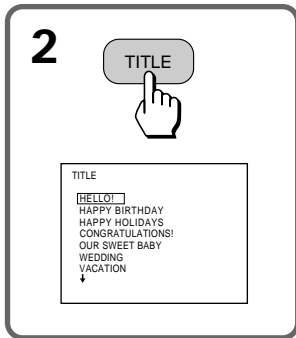 2
TITLE
TITLE
HELLO!
HAPPY BIRTHDAY
HAPPY HOLIDAYS
CONGRATULATIONS!
OUR SWEET BABY
WEDDING
VACATION